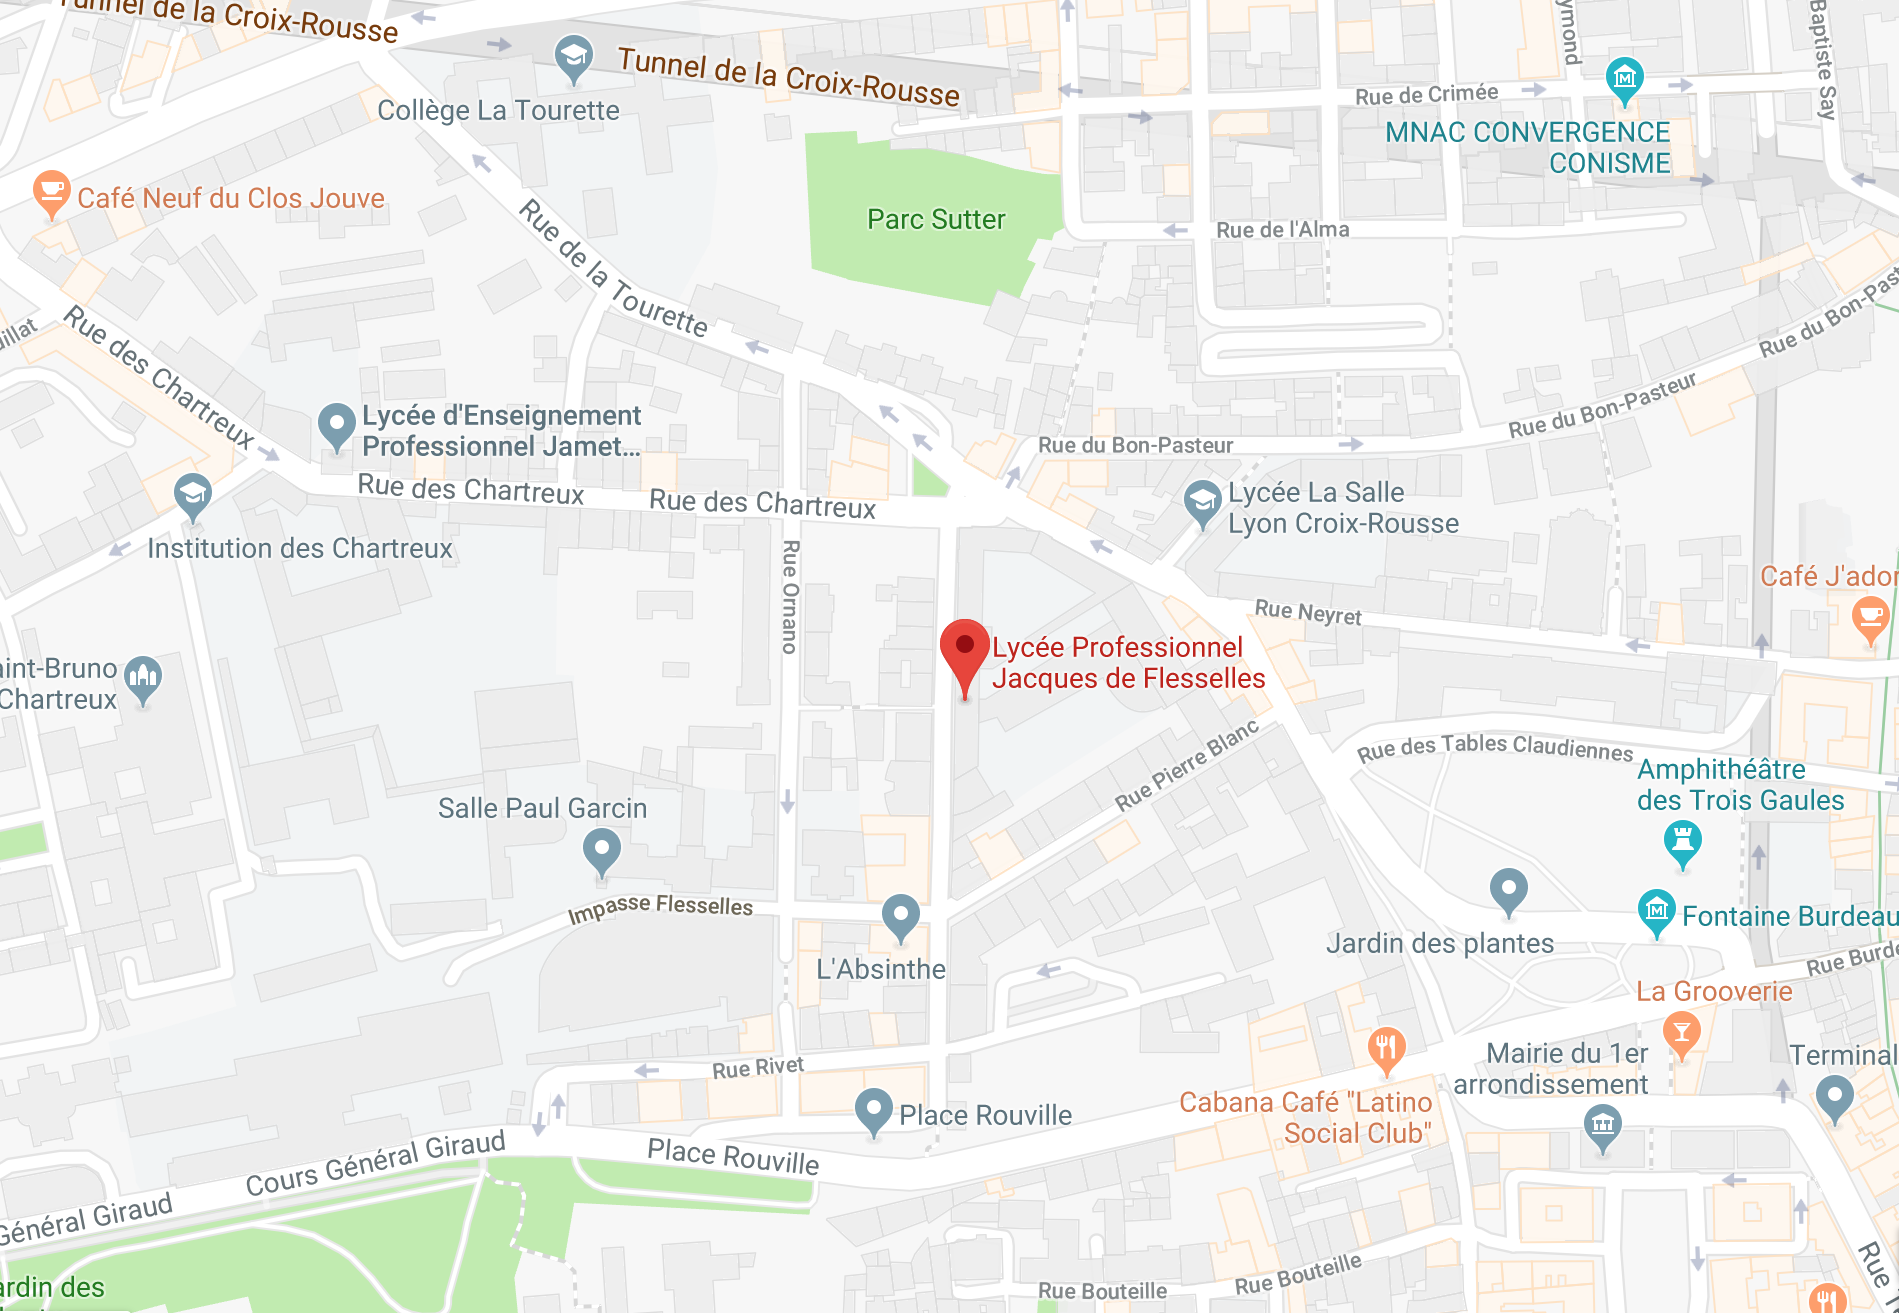 Tunnel de la Croix-Rousse
Collège La Tourette
Tunnel de la Croix-Rousse
Rue de Crimée
MNAC CONVERGENCE
CONISME
Baptiste Say
Café Neuf du Clos Jouve
Rue de la Tourette
Parc Sutter
Rue de l'Alma
Rue des Chartreux
Rue du Bon-Pasteur
Rue du Bon-Pasteur
Rue du Bon-Pasteur
Lycée d'Enseignement
Professionnel Jamet...
Rue des Chartreux
Rue des Chartreux
Lycée La Salle
Lyon Croix-Rousse
Institution des Chartreux
Rue Ornano
Café J'ador
Rue Neyret
Lycée Professionnel
Jacques de Flesselles
aint-Bruno
Chartreux
Rue Pierre Blanc
Rue des Tables Claudiennes
Amphithéâtre
des Trois Gaules
Salle Paul Garcin
Impasse Flesselles
Fontaine Burdeau
Jardin des plantes
L'Absinthe
Rue Burde
La Grooverie
Rue Rivet
Mairie du 1er
arrondissement
Terminal
Cabana Café "Latino
Social Club"
Place Rouville
Place Rouville
Cours Général Giraud
Général Giraud
Rue
Rue Bouteille
Rue Bouteille
ardin des